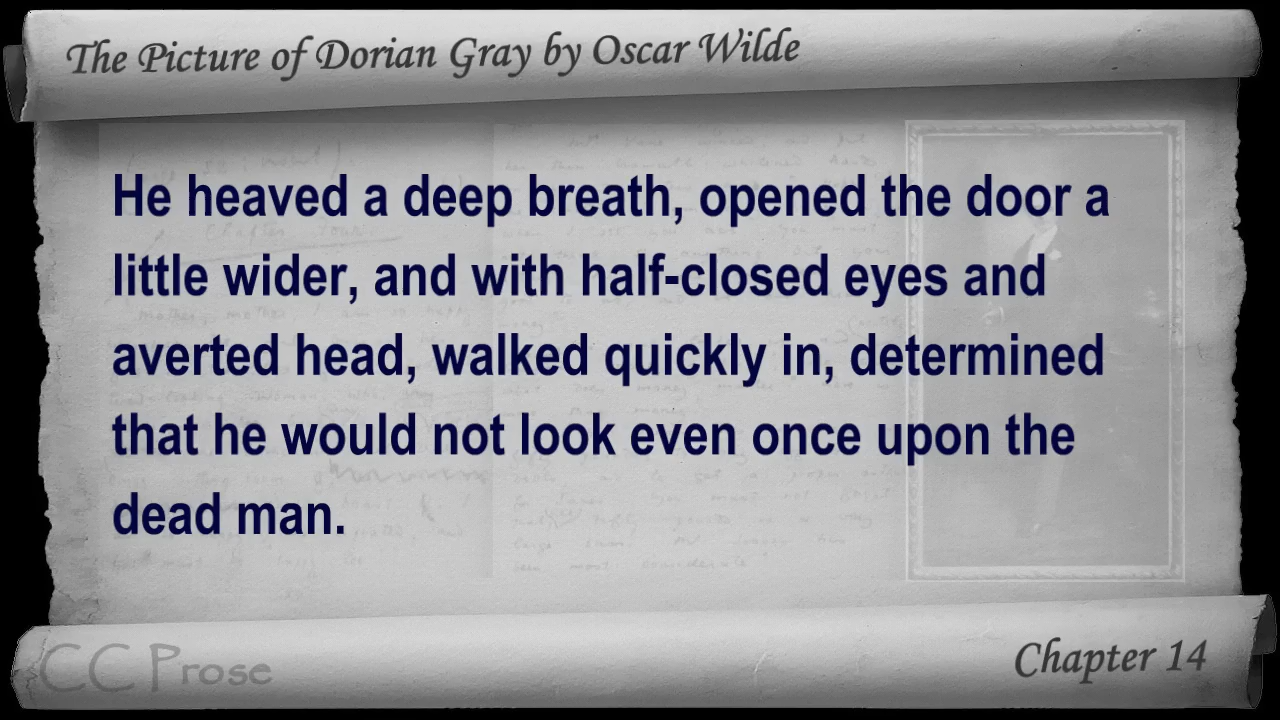 The Picture of Dorian Gray by Oscar Wilde
He heaved a deep breath, opened the door a
little wider, and with half-closed eyes and
averted head, walked quickly in, determined
that he would not look even once upon the
dead man.
CC Prose
Chapter 14